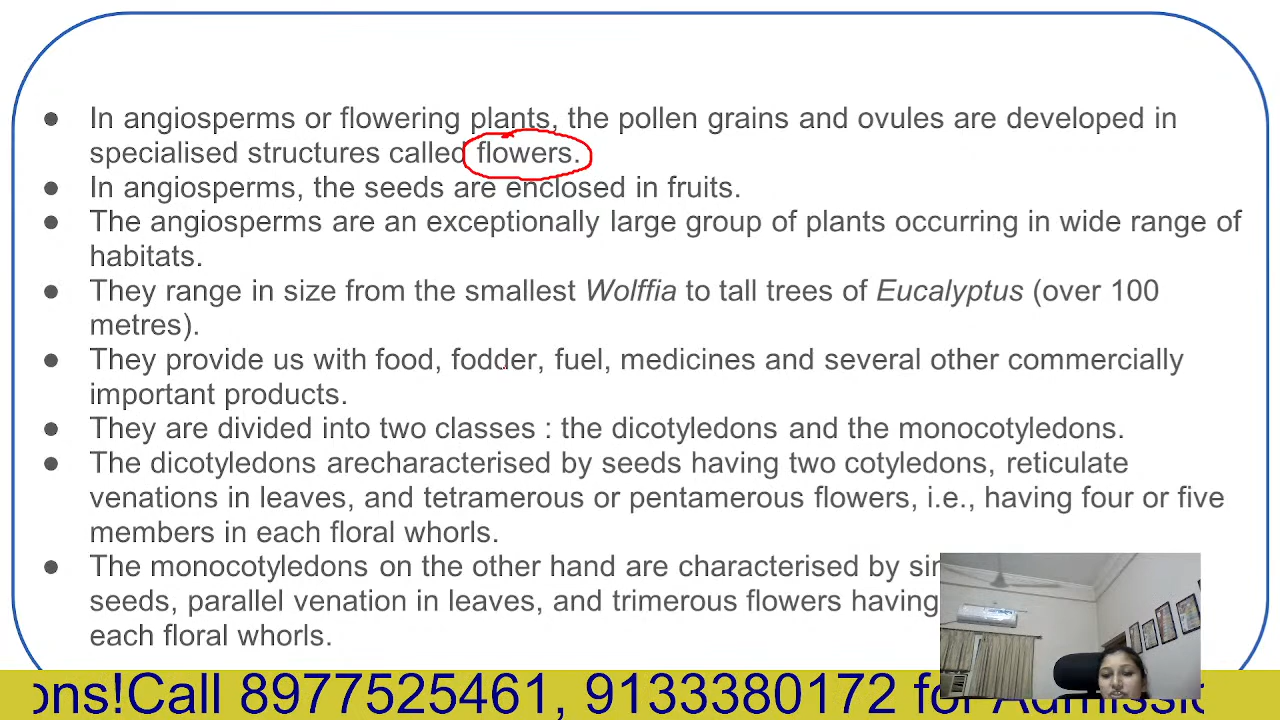 ● In angiosperms or flowering plants, the pollen grains and ovules are developed in
specialised structures called flowers.
● In angiosperms, the seeds are enclosed in fruits.
● The angiosperms are an exceptionally large group of plants occurring in wide range of
habitats.
● They range in size from the smallest Wolffia to tall trees of Eucalyptus (over 100
metres).
● They provide us with food, fodder, fuel, medicines and several other commercially
important products.
● They are divided into two classes : the dicotyledons and the monocotyledons.
● The dicotyledons arecharacterised by seeds having two cotyledons, reticulate
venations in leaves, and tetramerous or pentamerous flowers, i.e., having four or five
members in each floral whorls.
● The monocotyledons on the other hand are characterised by
seeds, parallel venation in leaves, and trimerous flowers having
each floral whorls.
ons!Call 8977525461, 9133380172 for Admissi